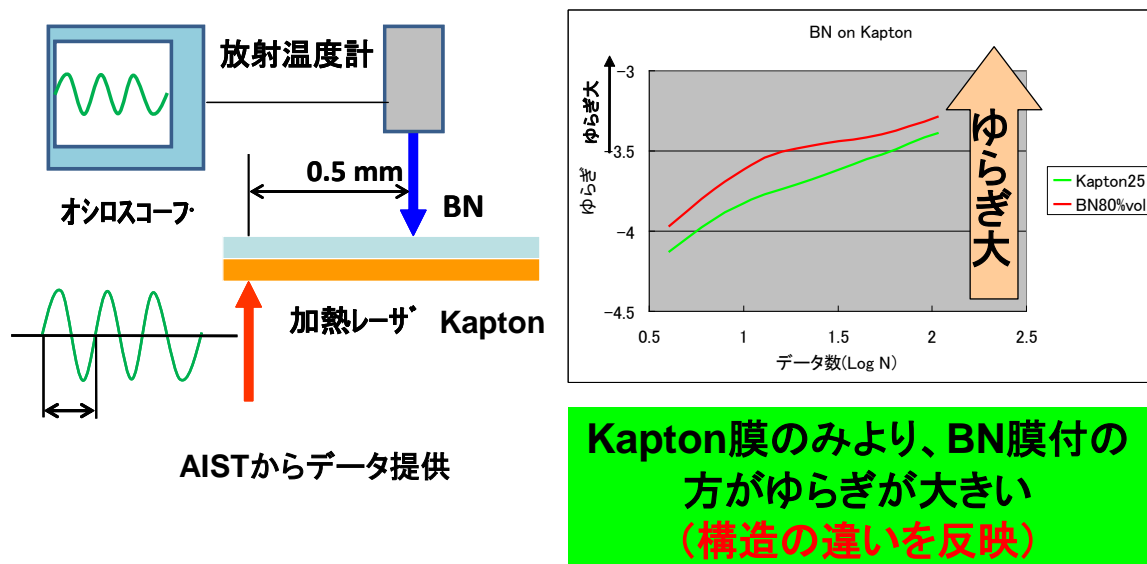 放射温度計
0.5 mm
BN
オシロスコープ
加熱レーザ Kapton
AISTからデータ提供
BN on Kapton
ゆらぎ大
ゆらぎ
-3
-3.5
-4
-4.5
0.5
1
1.5
2
2.5
データ数(Log N)
ゆらぎ大
Kapton25
BN80%vol
Kapton膜のみより、BN膜付の
方がゆらぎが大きい
（構造の違いを反映）